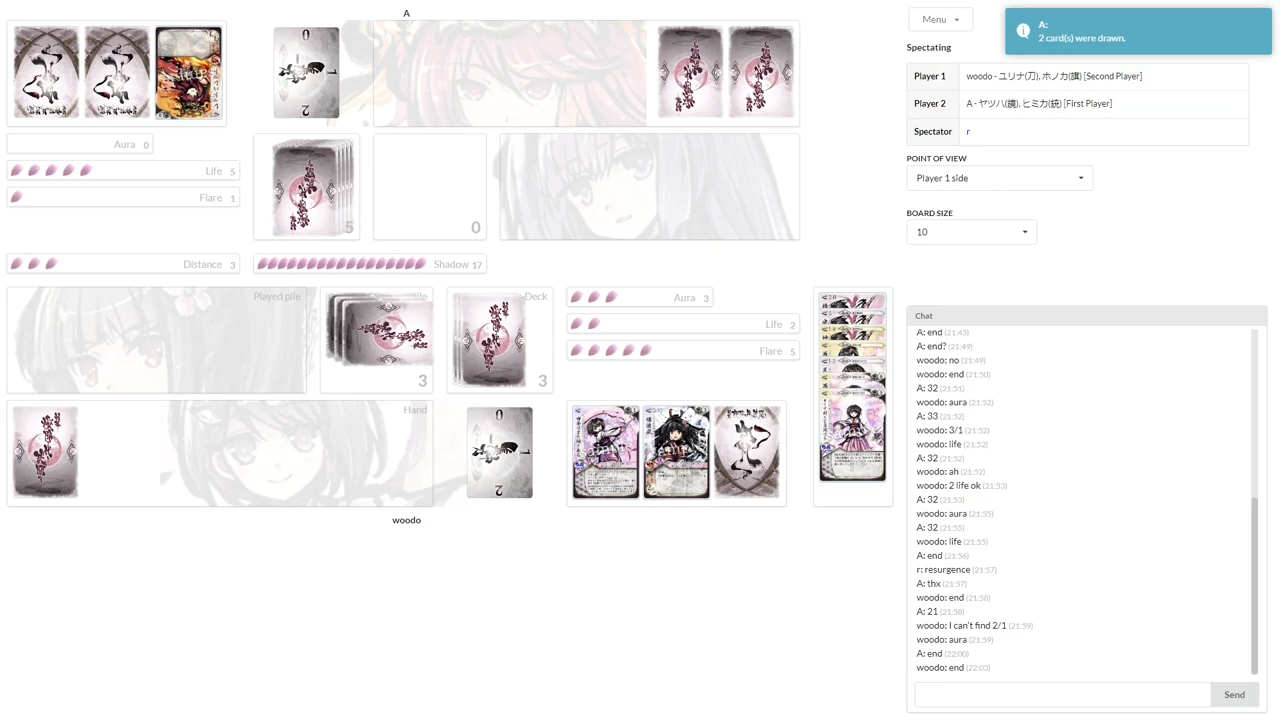 A
Menu
A:
2 card(s) were drawn.
Spectating
Player 1 woodo - ユリナ(刀), ホノカ(旗) [Second Player]
Player 2 A - ヤツハ(鏡), ヒミカ(銃) [First Player]
Spectator r
POINT OF VIEW
Player 1 side
BOARD SIZE
10
Aura 0
Life 5
Flare 1
5
0
Distance 3
Shadow 17
Played pile
3
Deck
3
Aura 3
Life 2
Flare 5
Hand
0
1
2
0
1
2
woodo
Chat
A: end (21:45)
A: end? (21:49)
woodo: no (21:49)
woodo: end (21:50)
A: 32 (21:51)
woodo: aura (21:52)
A: 33 (21:52)
woodo: 3/1 (21:52)
woodo: life (21:52)
A: 32 (21:52)
woodo: ah (21:52)
woodo: 2 life ok (21:53)
A: 32 (21:53)
woodo: aura (21:55)
A: 32 (21:55)
woodo: life (21:55)
A: end (21:56)
r: resurgence (21:57)
A: thx (21:57)
woodo: end (21:58)
A: 21 (21:58)
woodo: I can't find 2/1 (21:59)
woodo: aura (21:59)
A: end (22:00)
woodo: end (22:03)
Send